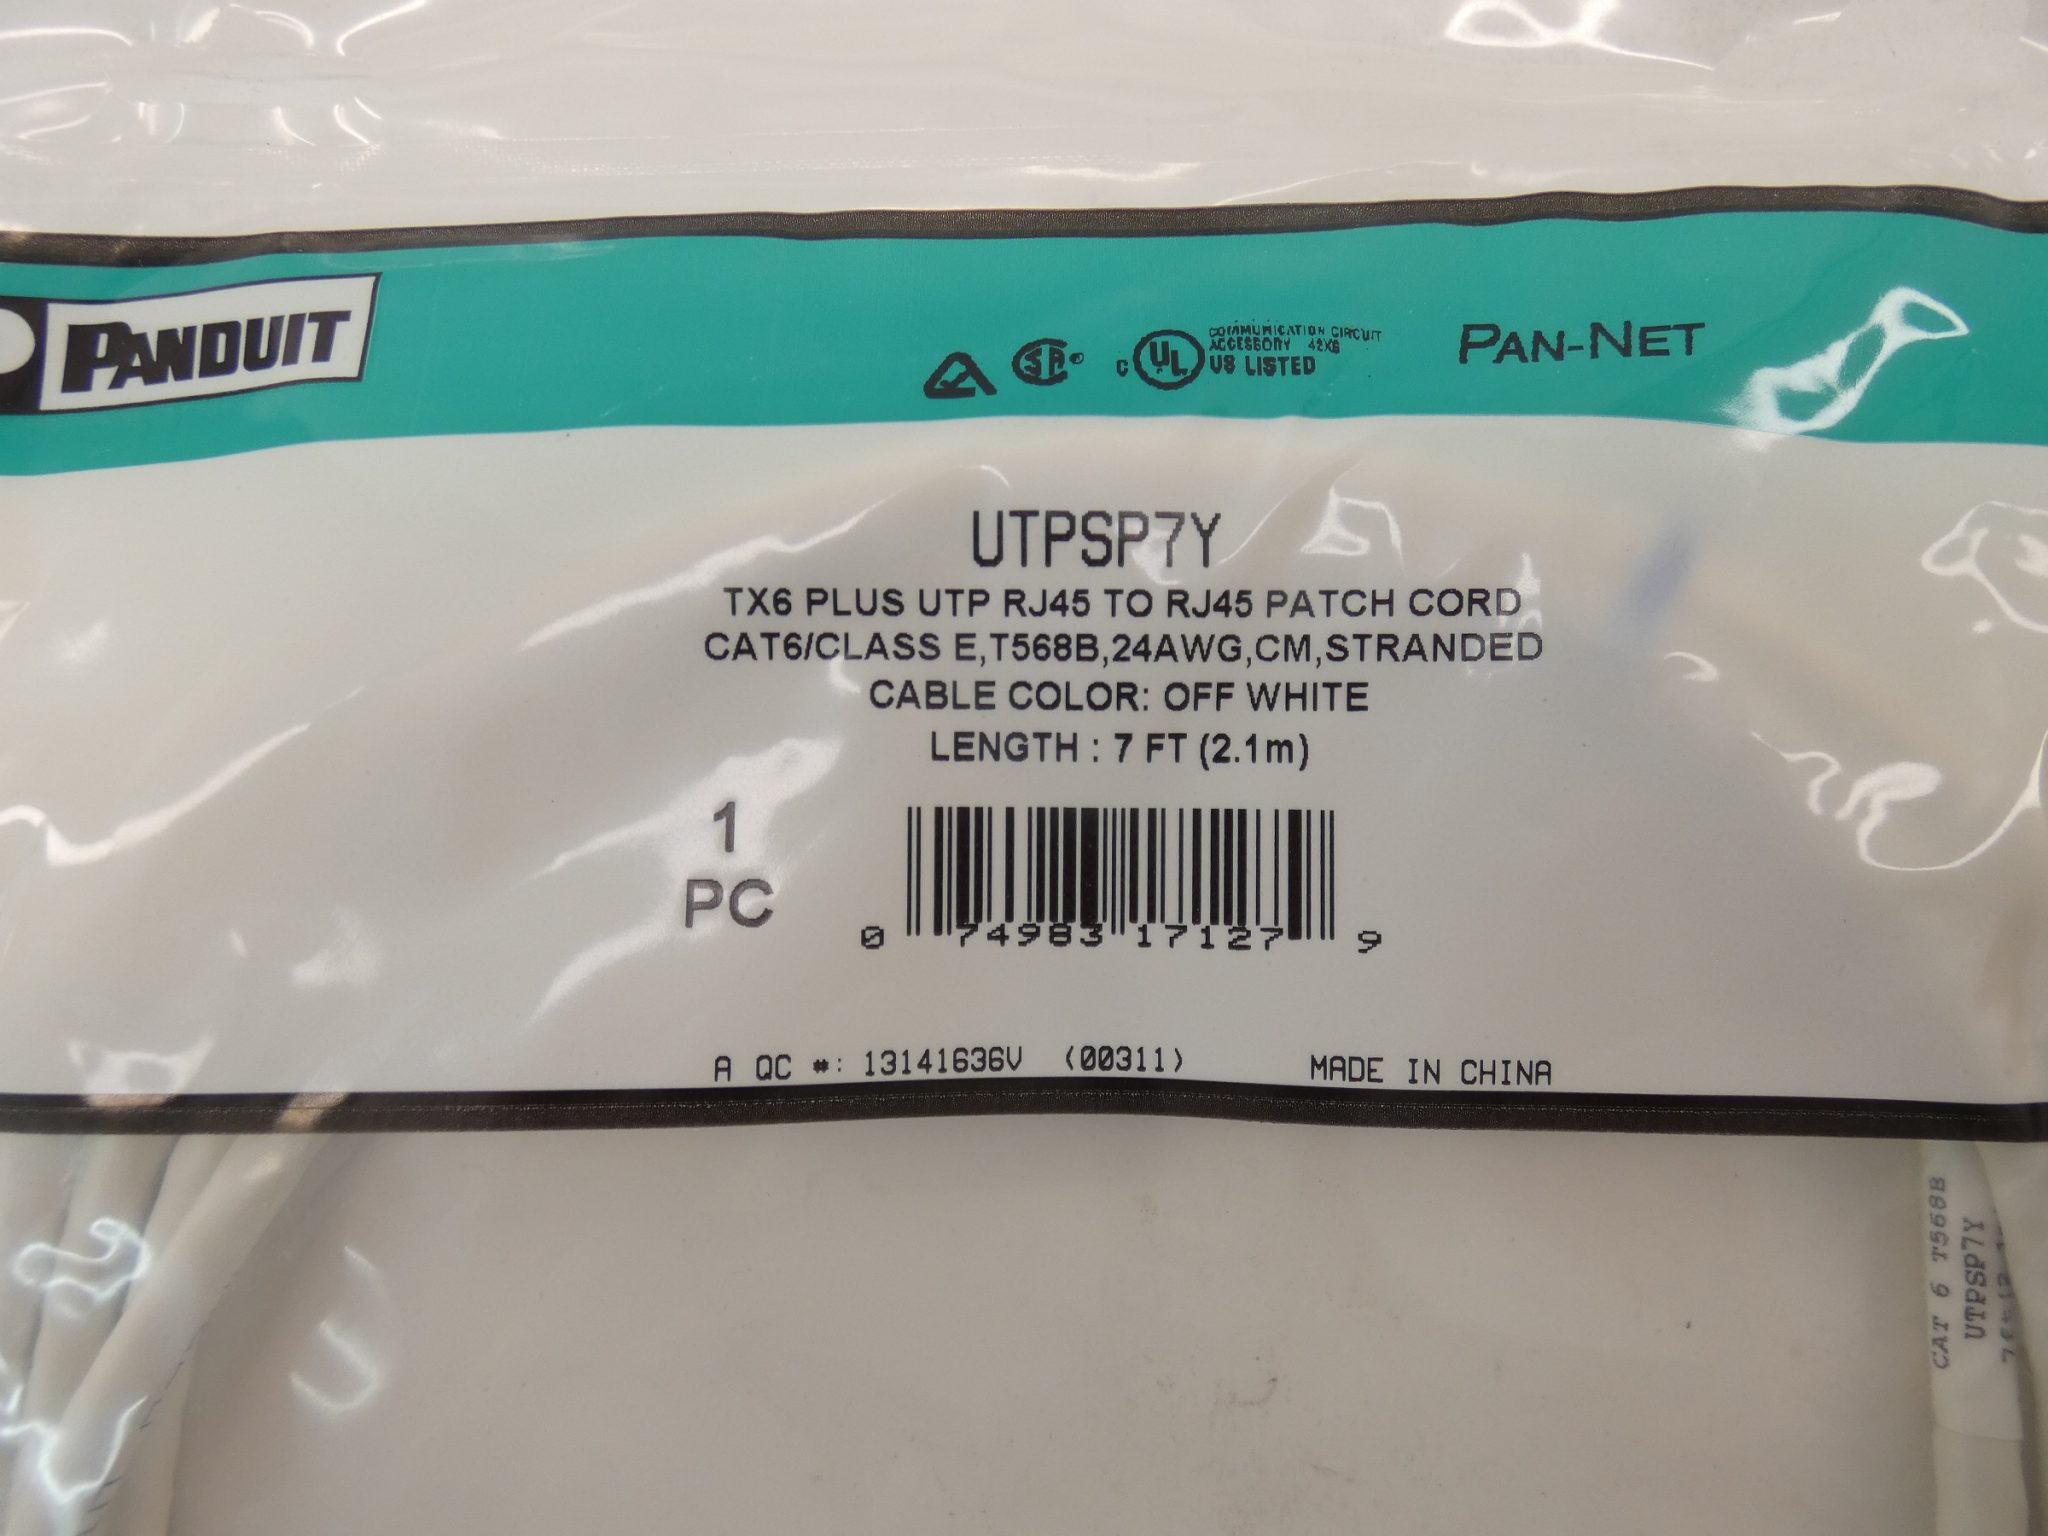 PANDUIT
COMMUNICATION CIRCUIT
ACCESSORY 42X6
C UL US LISTED
PAN-NET
UTPSP7Y
TX6 PLUS UTP RJ45 TO RJ45 PATCH CORD
CAT6/CLASS E,T568B,24AWG,CM,STRANDED
CABLE COLOR: OFF WHITE
LENGTH : 7 FT (2.1m)
1
PC
0 74983 17127 9
A QC #: 13141636V (00311)
MADE IN CHINA
CAT 6 T568B
UTPSP7Y